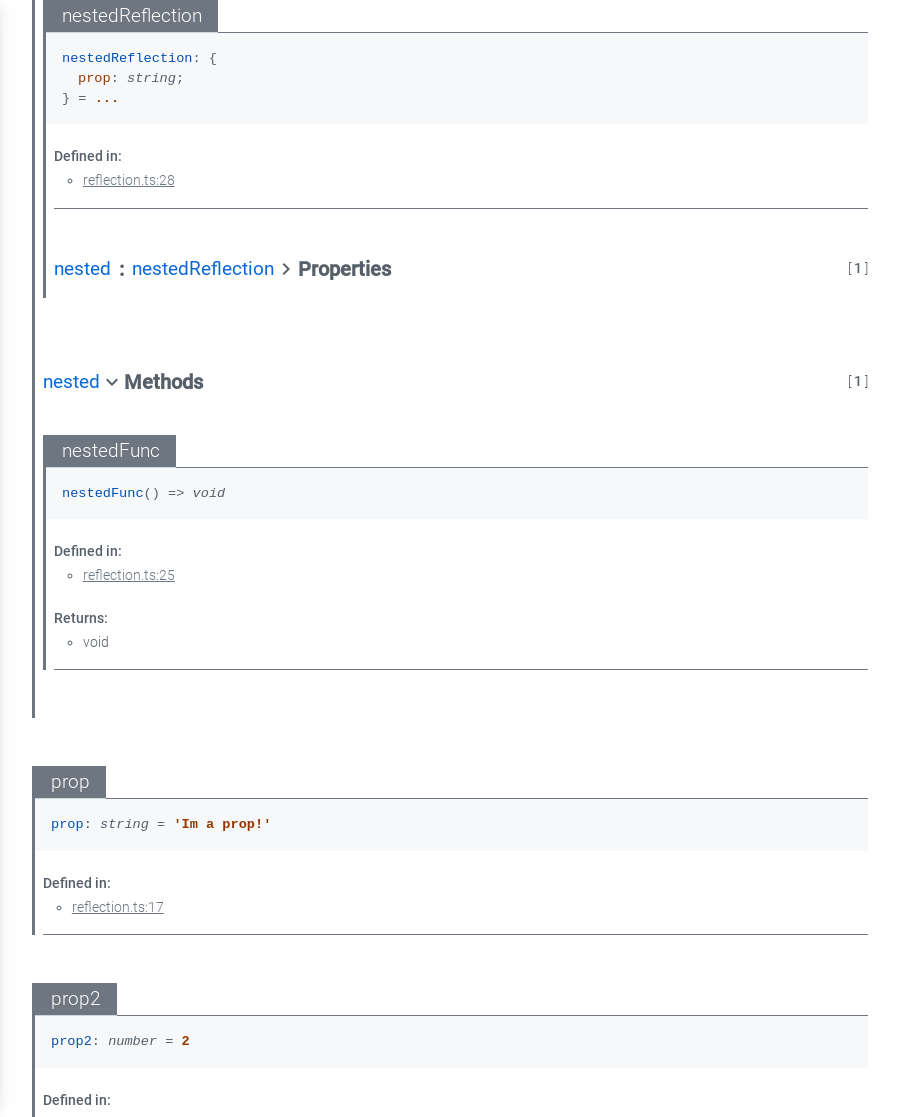 nestedReflection
nestedReflection: {
prop: string;
} = ...
Defined in:
reflection.ts:28
nested : nestedReflection > Properties [ 1 ]
nested Methods [ 1 ]
nestedFunc
nestedFunc() => void
Defined in:
reflection.ts:25
Returns:
void
prop
prop: string = 'Im a prop!'
Defined in:
reflection.ts:17
prop2
prop2: number = 2
Defined in: